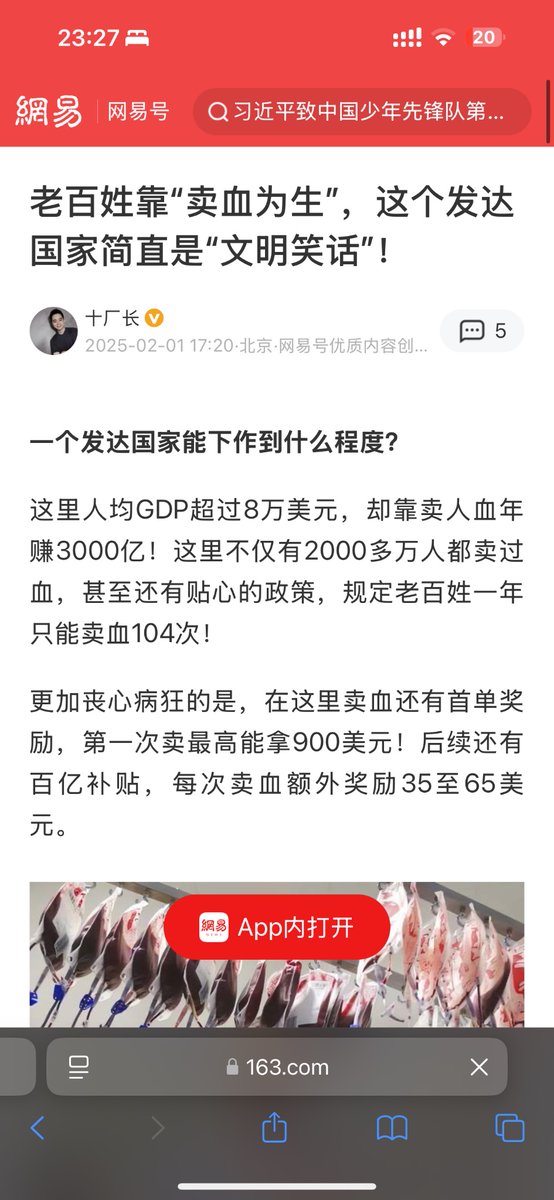 23:27
20
網易
网易号
习近平致中国少年先锋队第...
老百姓靠“卖血为生”，这个发达
国家简直是“文明笑话”！
十厂长
2025-02-01 17:20·北京·网易号优质内容创...
5
一个发达国家能下作到什么程度？
这里人均GDP超过8万美元，却靠卖人血年
赚3000亿！这里不仅有2000多万人都卖过
血，甚至还有贴心的政策，规定老百姓一年
只能卖血104次！
更加丧心病狂的是，在这里卖血还有首单奖
励，第一次卖最高能拿900美元！后续还有
百亿补贴，每次卖血额外奖励35至65美
元。
網易
App内打开
163.com